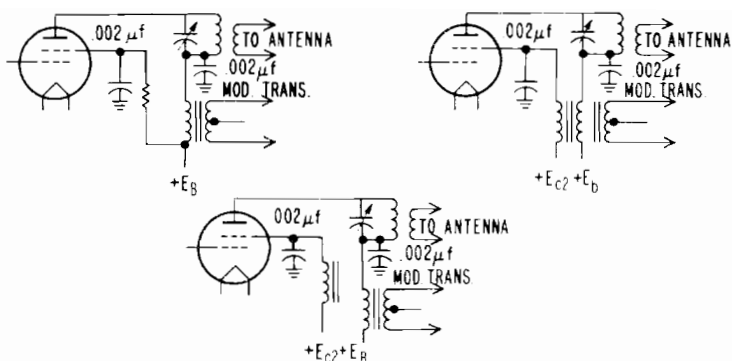 .002μf
TO ANTENNA
.002μf
MOD. TRANS.
+E_B
.002μf
TO ANTENNA
.002μf
MOD. TRANS.
+E_C2 +E_b
002μf
TO ANTENNA
.002μf
MOD. TRANS.
+E_C2 +E_B